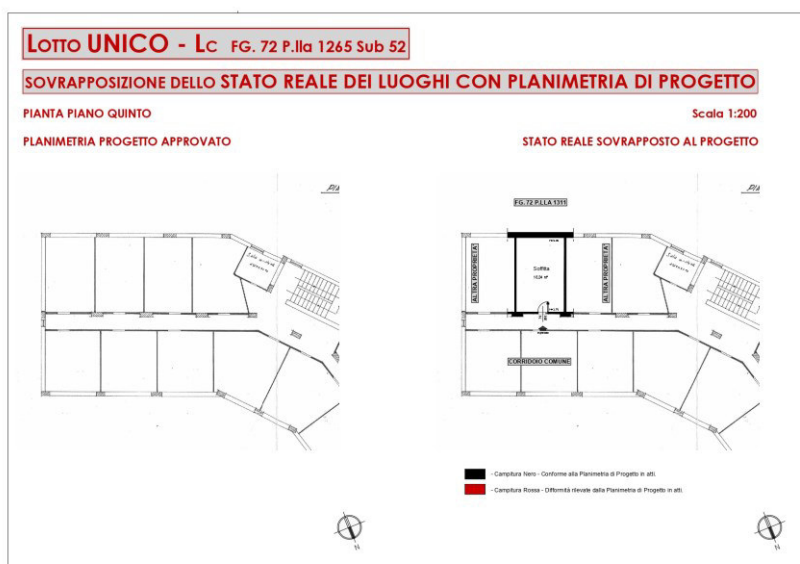 LOTTO UNICO - LC FG. 72 P.lla 1265 Sub 52
SOVRAPPOSIZIONE DELLO STATO REALE DEI LUOGHI CON PLANIMETRIA DI PROGETTO
PIANTA PIANO QUINTO
Scala 1:200
PLANIMETRIA PROGETTO APPROVATO
STATO REALE SOVRAPPOSTO AL PROGETTO
FG. 72 P.LLA 1311
ALTRA PROPRIETA'
Soffitta
ALTRA PROPRIETA'
CORRIDOIO COMUNE
- Campitura Nero - Conforme alla Planimetria di Progetto in atti.
- Campitura Rossa - Difformità rilevate dalla Planimetria di Progetto in atti.
N
N